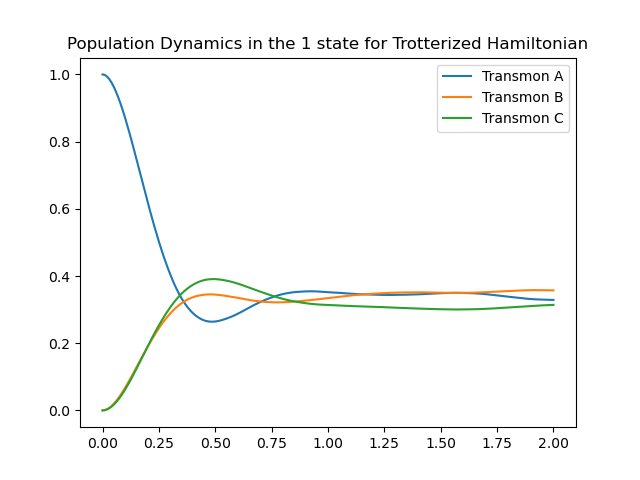 Population Dynamics in the 1 state for Trotterized Hamiltonian
Transmon A
Transmon B
Transmon C
1.0
0.8
0.6
0.4
0.2
0.0
0.00 0.25 0.50 0.75 1.00 1.25 1.50 1.75 2.00